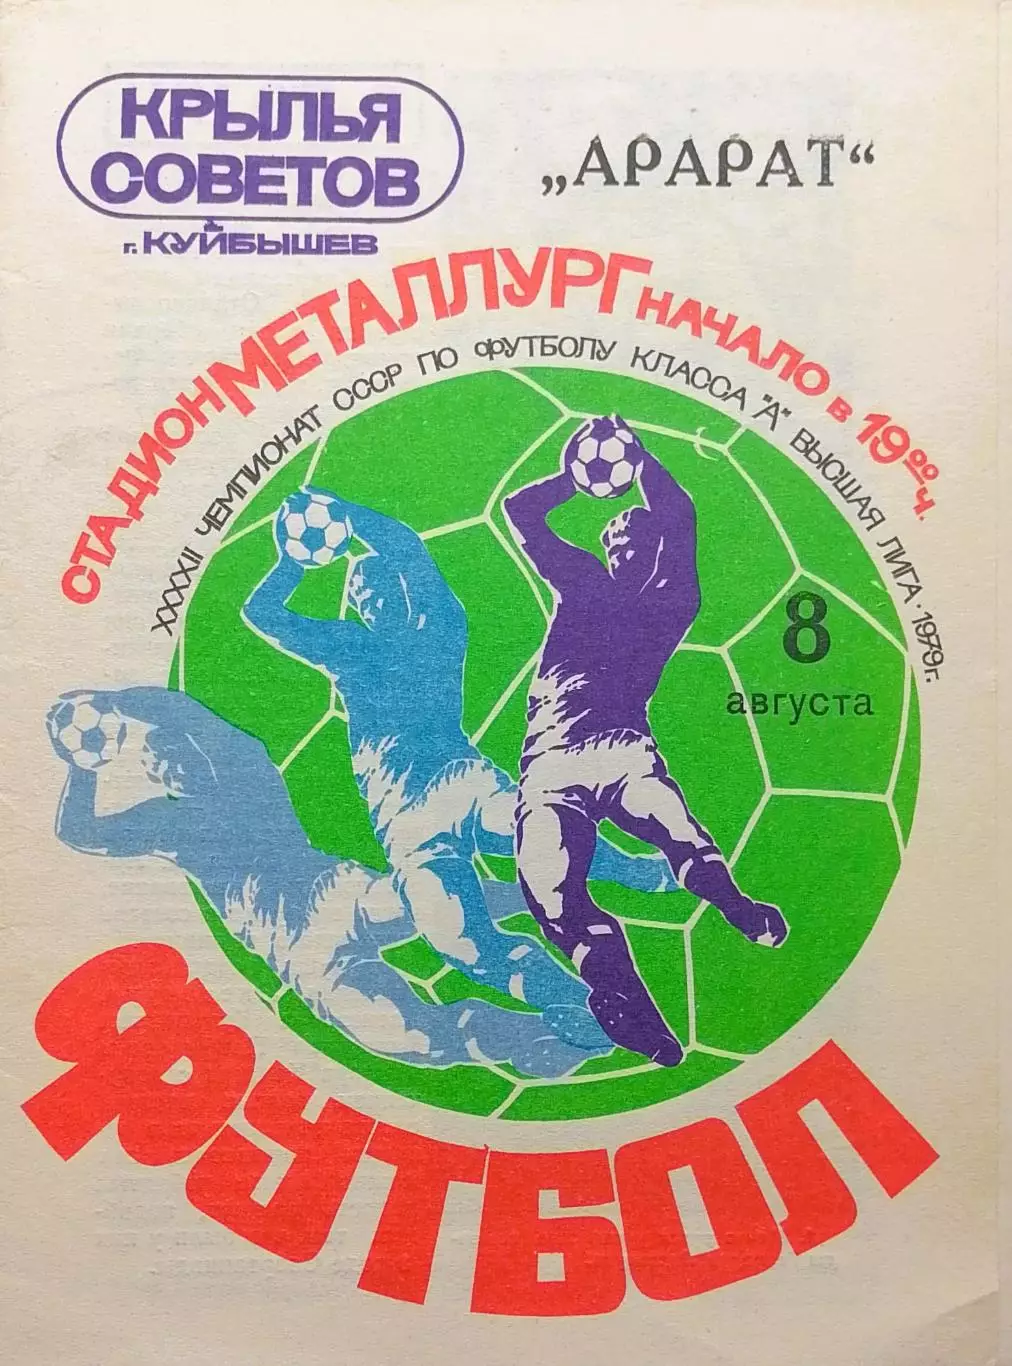 КРЫЛЬЯ
СОВЕТОВ
г. КУЙБЫШЕВ
„АРАРАТ“
СТАДИОН МЕТАЛЛУРГ НАЧАЛО в 19⁰⁰ ч.
XXXXII ЧЕМПИОНАТ СССР ПО ФУТБОЛУ КЛАССА "А" ВЫСШАЯ ЛИГА · 1979г.
8
августа
ФУТБОЛ